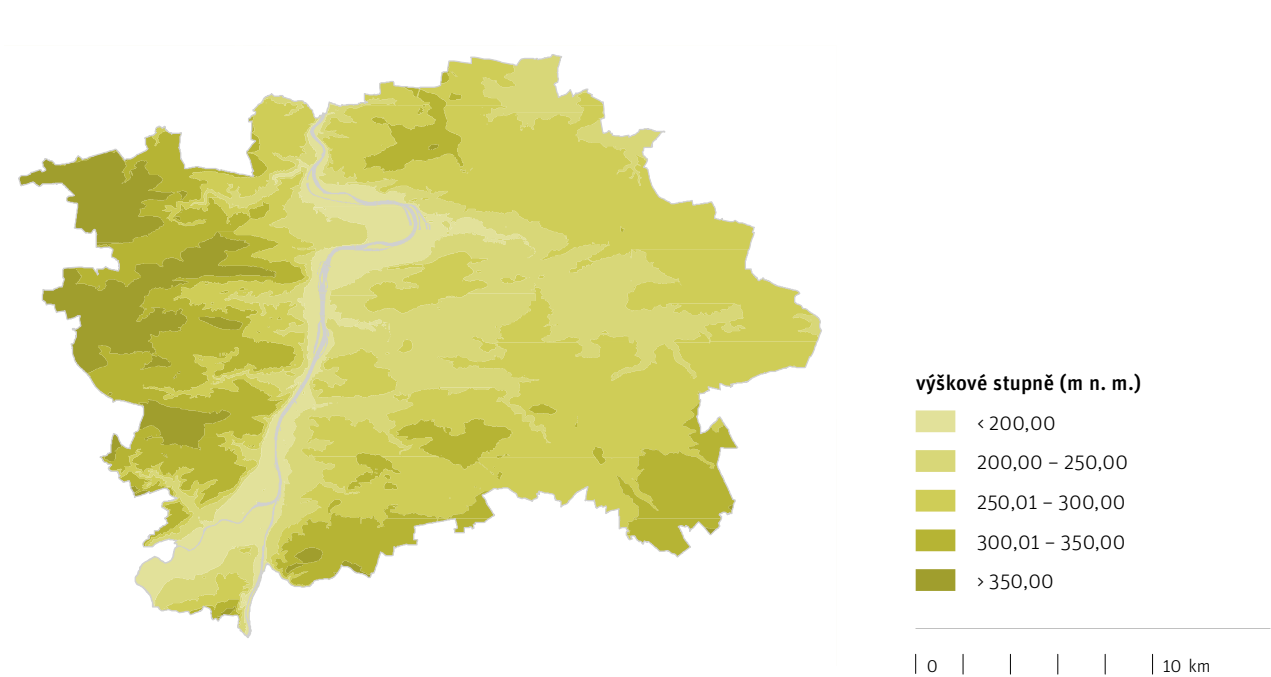 výškové stupně (m n. m.)
< 200,00
200,00 – 250,00
250,01 – 300,00
300,01 – 350,00
> 350,00
0 10 km